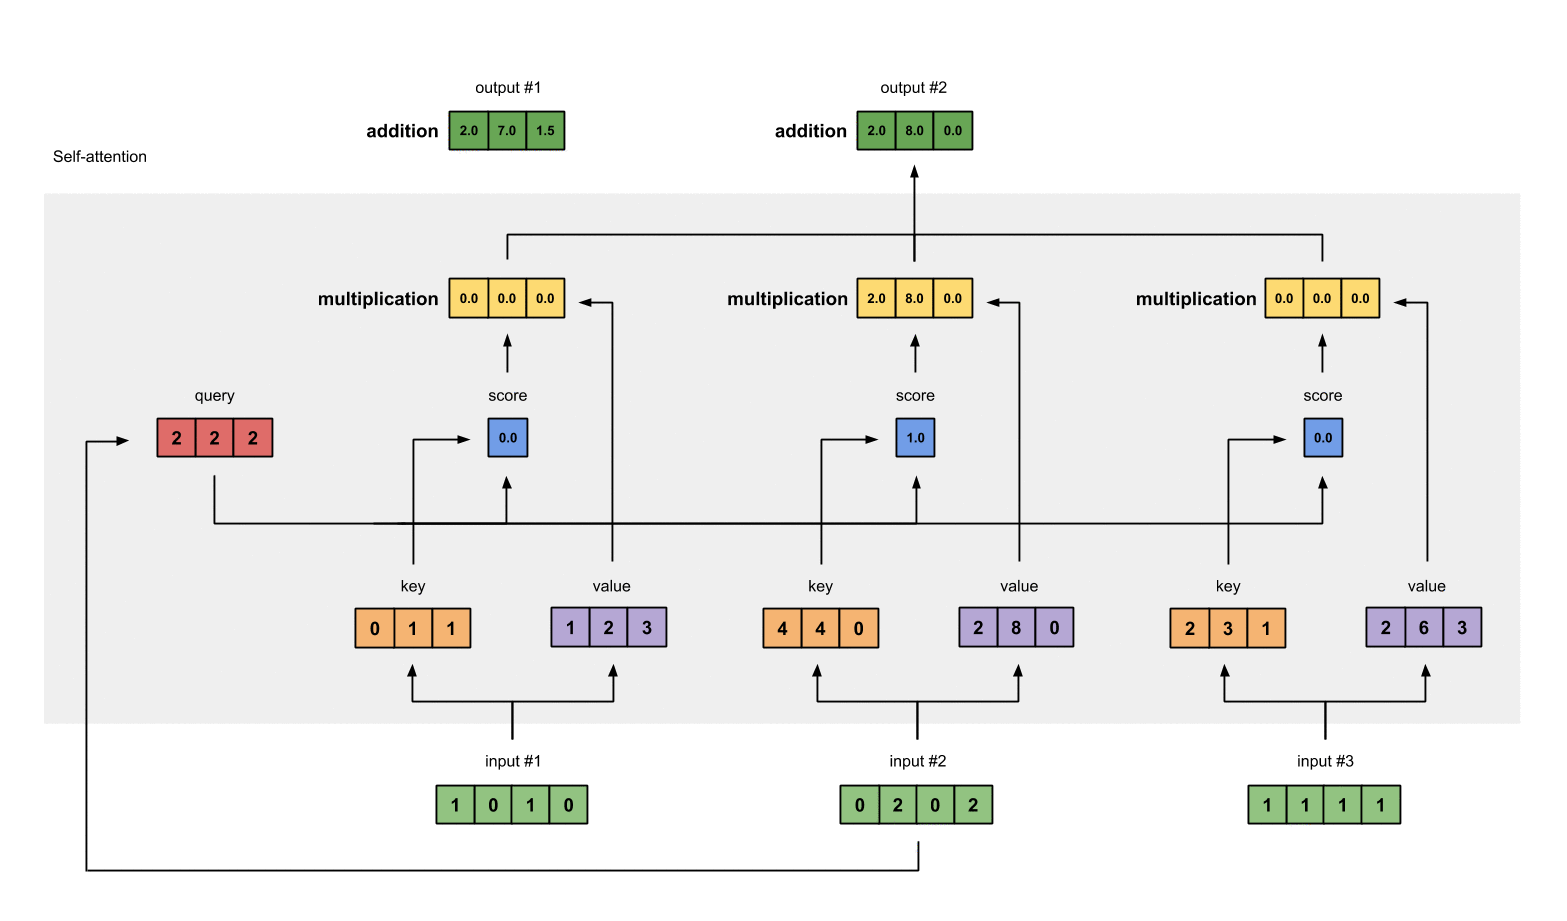 output #1
output #2
addition 2.0 7.0 1.5
addition 2.0 8.0 0.0
Self-attention
multiplication 0.0 0.0 0.0
multiplication 2.0 8.0 0.0
multiplication 0.0 0.0 0.0
query
score
score
score
2 2 2
0.0
1.0
0.0
key
value
key
value
key
value
0 1 1
1 2 3
4 4 0
2 8 0
2 3 1
2 6 3
input #1
input #2
input #3
1 0 1 0
0 2 0 2
1 1 1 1